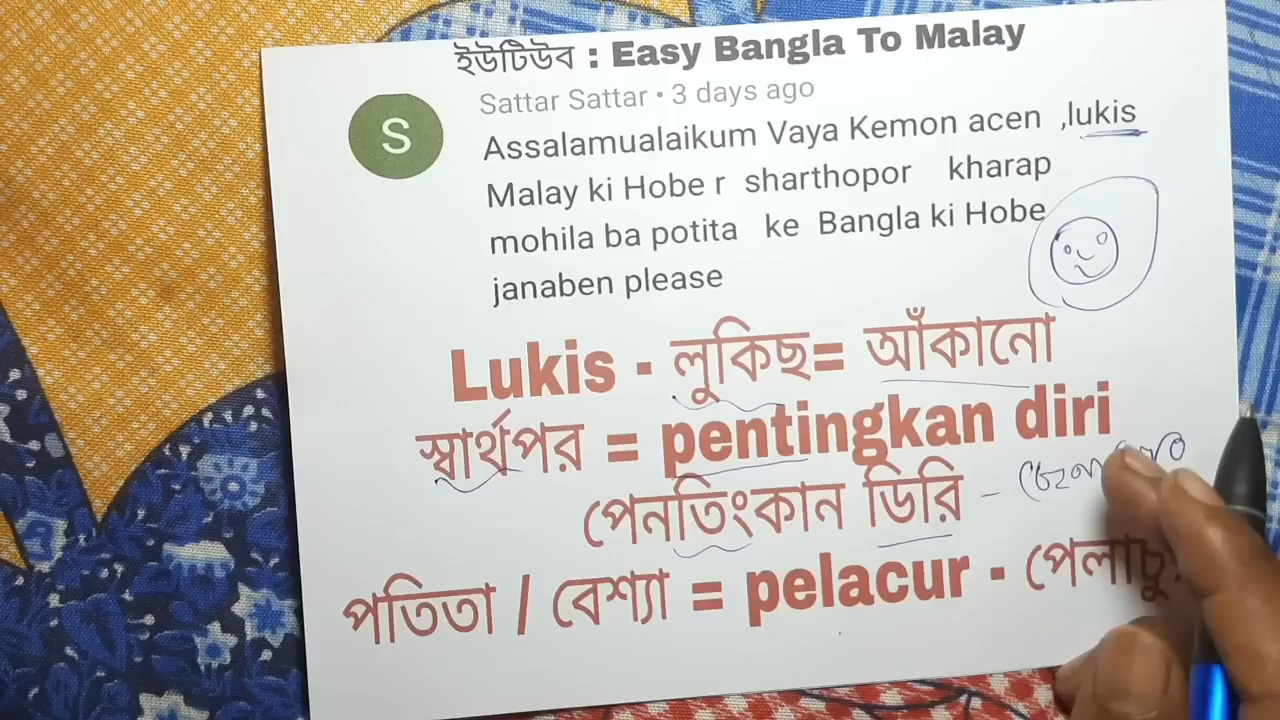 ইউটিউব : Easy Bangla To Malay
Sattar Sattar • 3 days ago
S
Assalamualaikum Vaya Kemon acen ,lukis
Malay ki Hobe r sharthopor kharap
mohila ba potita ke Bangla ki Hobe
janaben please
Lukis - লুকিছ= আঁকানো
স্বার্থপর = pentingkan diri
পেনতিংকান ডিরি -
পতিতা / বেশ্যা = pelacur -